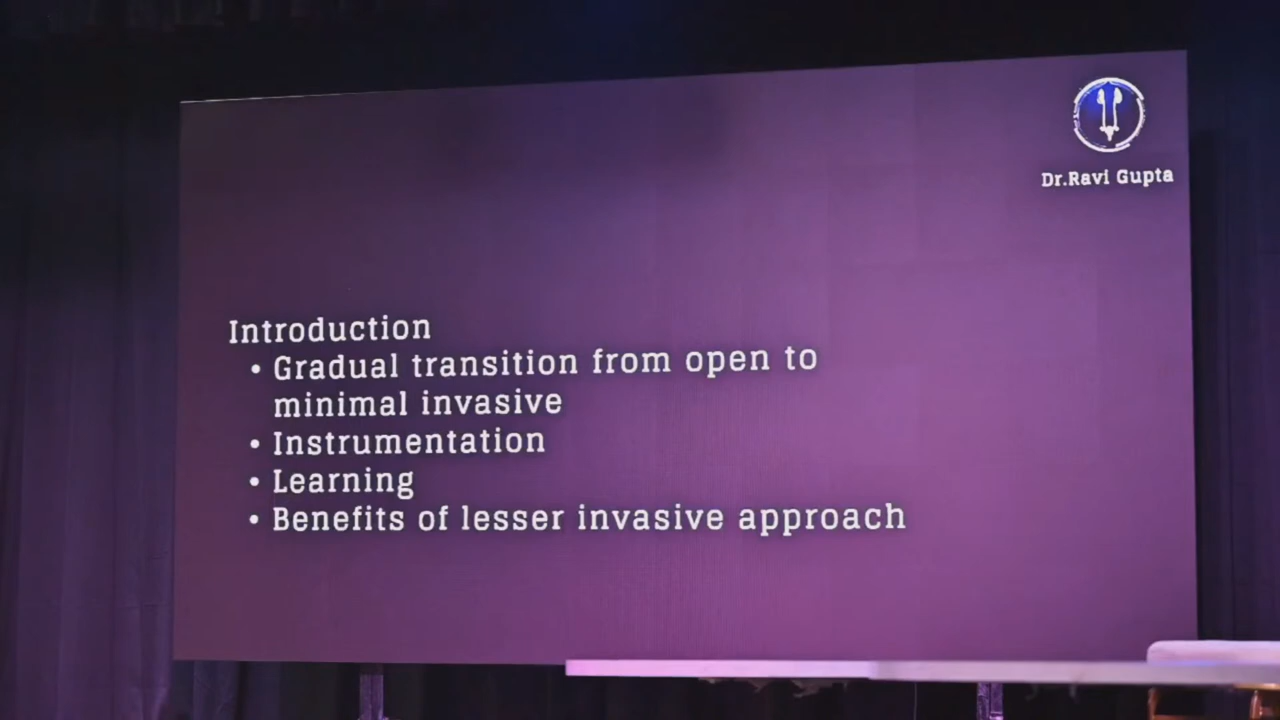 Dr.Ravi Gupta
Introduction
• Gradual transition from open to
minimal invasive
• Instrumentation
• Learning
• Benefits of lesser invasive approach